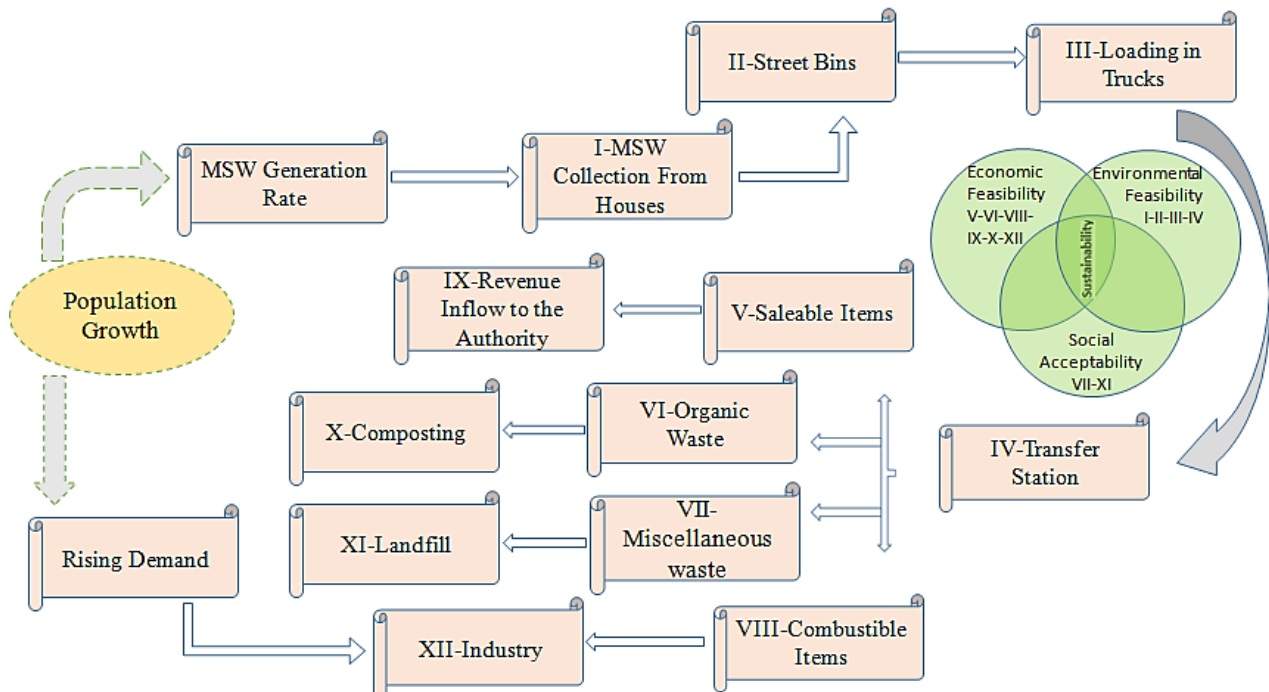 II-Street Bins
III-Loading in
Trucks
MSW Generation
Rate
I-MSW
Collection From
Houses
Economic
Feasibility
V-VI-VIII-
IX-X-XII
Environmental
Feasibility
I-II-III-IV
Sustainability
Social
Acceptability
VII-XI
Population
Growth
IX-Revenue
Inflow to the
Authority
V-Saleable Items
X-Composting
VI-Organic
Waste
IV-Transfer
Station
Rising Demand
XI-Landfill
VII-
Miscellaneous
waste
XII-Industry
VIII-Combustible
Items